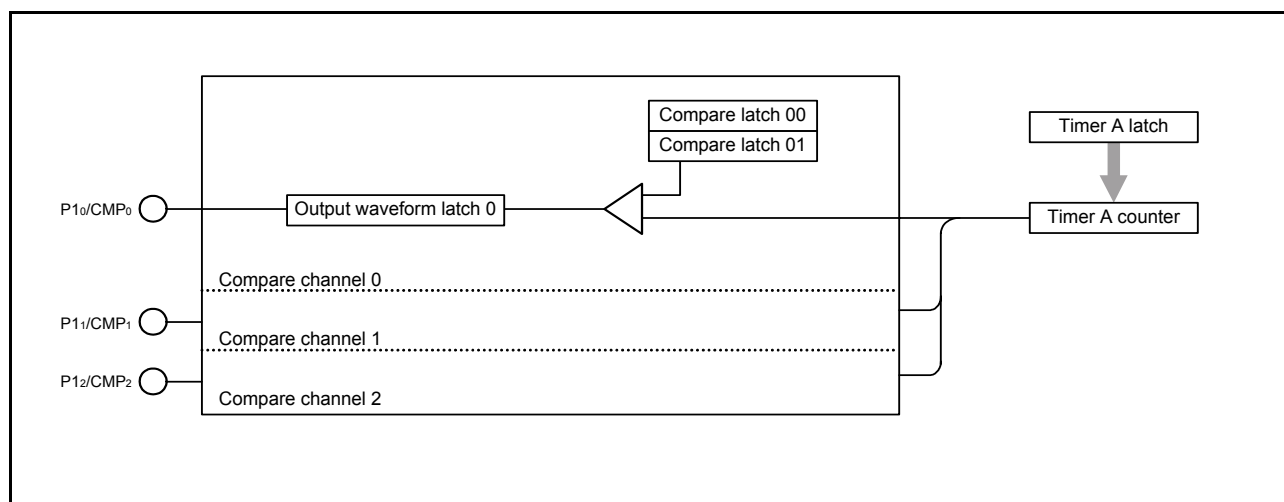 Compare latch 00
Compare latch 01
Timer A latch
P1₀/CMP₀
Output waveform latch 0
Timer A counter
Compare channel 0
P1₁/CMP₁
Compare channel 1
P1₂/CMP₂
Compare channel 2